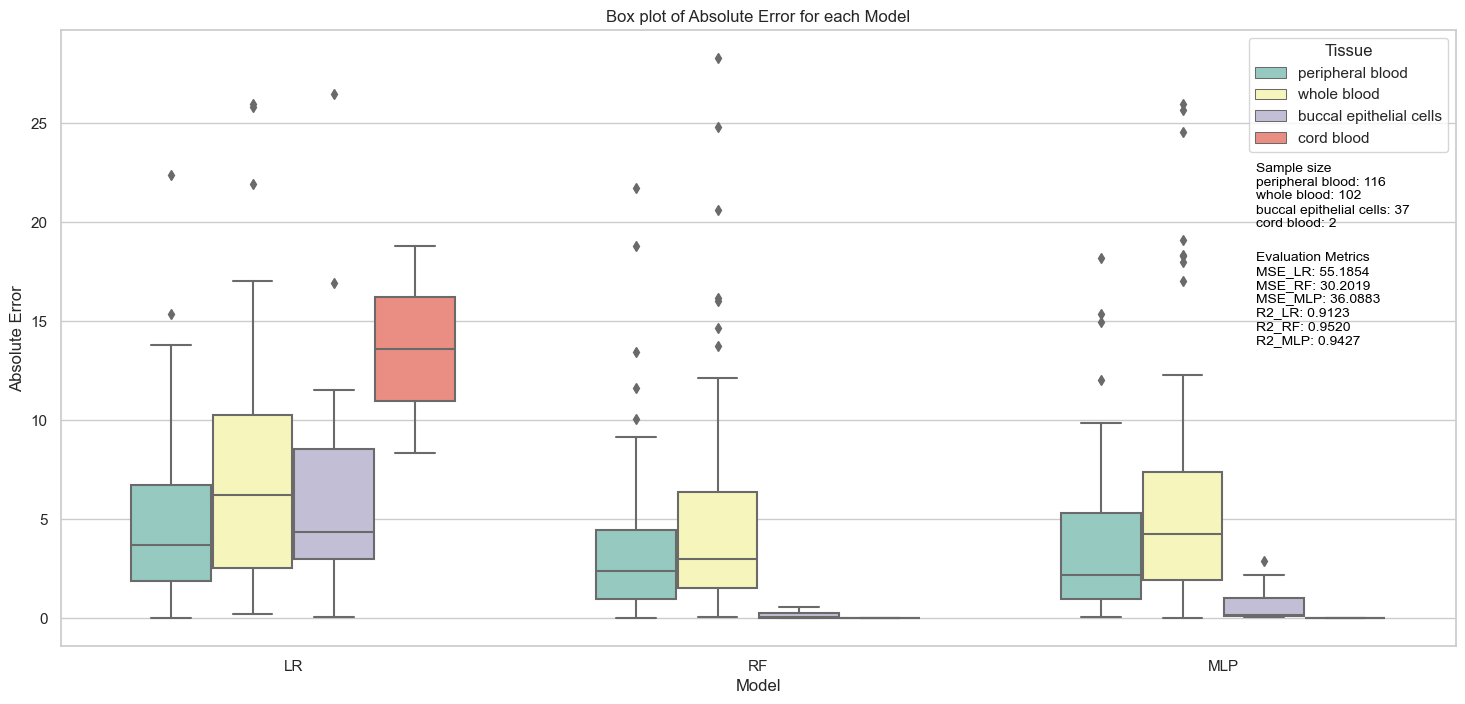 Box plot of Absolute Error for each Model
Absolute Error
25
20
15
10
5
0
LR
RF
MLP
Model
Tissue
peripheral blood
whole blood
buccal epithelial cells
cord blood
Sample size
peripheral blood: 116
whole blood: 102
buccal epithelial cells: 37
cord blood: 2
Evaluation Metrics
MSE_LR: 55.1854
MSE_RF: 30.2019
MSE_MLP: 36.0883
R2_LR: 0.9123
R2_RF: 0.9520
R2_MLP: 0.9427